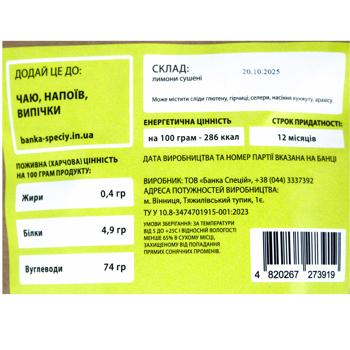 ДОДАЙ ЦЕ ДО:
ЧАЮ, НАПОЇВ,
ВИПІЧКИ
banka-speciy.in.ua
ПОЖИВНА (ХАРЧОВА) ЦІННІСТЬ
НА 100 ГРАМ ПРОДУКТУ:
Жири 0,4 гр
Білки 4,9 гр
Вуглеводи 74 гр
СКЛАД:
лимони сушені
20.10.2025
Може містити сліди глютену, гірчиці, селери, насіння кунжуту, арахісу.
ЕНЕРГЕТИЧНА ЦІННІСТЬ
на 100 грам - 286 ккал
СТРОК ПРИДАТНОСТІ:
12 місяців
ДАТА ВИРОБНИЦТВА ТА НОМЕР ПАРТІЇ ВКАЗАНА НА БАНЦІ
ВИРОБНИК: ТОВ «Банка Спецій», +38 (044) 3337392
АДРЕСА ПОТУЖНОСТЕЙ ВИРОБНИЦТВА:
м. Вінниця, Тяжилівський тупик, 1є.
ТУ У 10.8-3474701915-001:2023
УМОВИ ЗБЕРІГАННЯ: ЗА ТЕМПЕРАТУРИ
ВІД 5 ДО +25С І ВІДНОСНОЇ ВОЛОГОСТІ
МЕНШЕ 65% В СУХОМУ МІСЦІ,
ЗАХИЩЕНОМУ ВІД ПОПАДАННЯ
ПРЯМИХ СОНЯЧНИХ ПРОМЕНІВ.
4 820267 273919